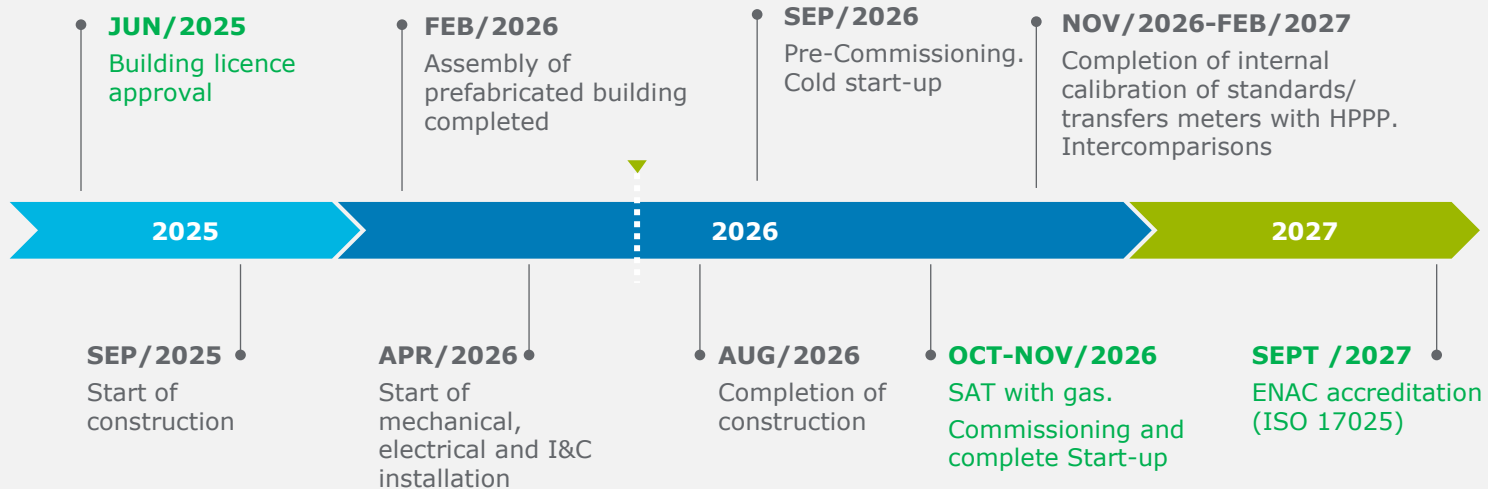 JUN/2025
Building licence
approval
FEB/2026
Assembly of
prefabricated building
completed
SEP/2026
Pre-Commissioning.
Cold start-up
NOV/2026-FEB/2027
Completion of internal
calibration of standards/
transfers meters with HPPP.
Intercomparisons
2025
2026
2027
SEP/2025
Start of
construction
APR/2026
Start of
mechanical,
electrical and I&C
installation
AUG/2026
Completion of
construction
OCT-NOV/2026
SAT with gas.
Commissioning and
complete Start-up
SEPT /2027
ENAC accreditation
(ISO 17025)